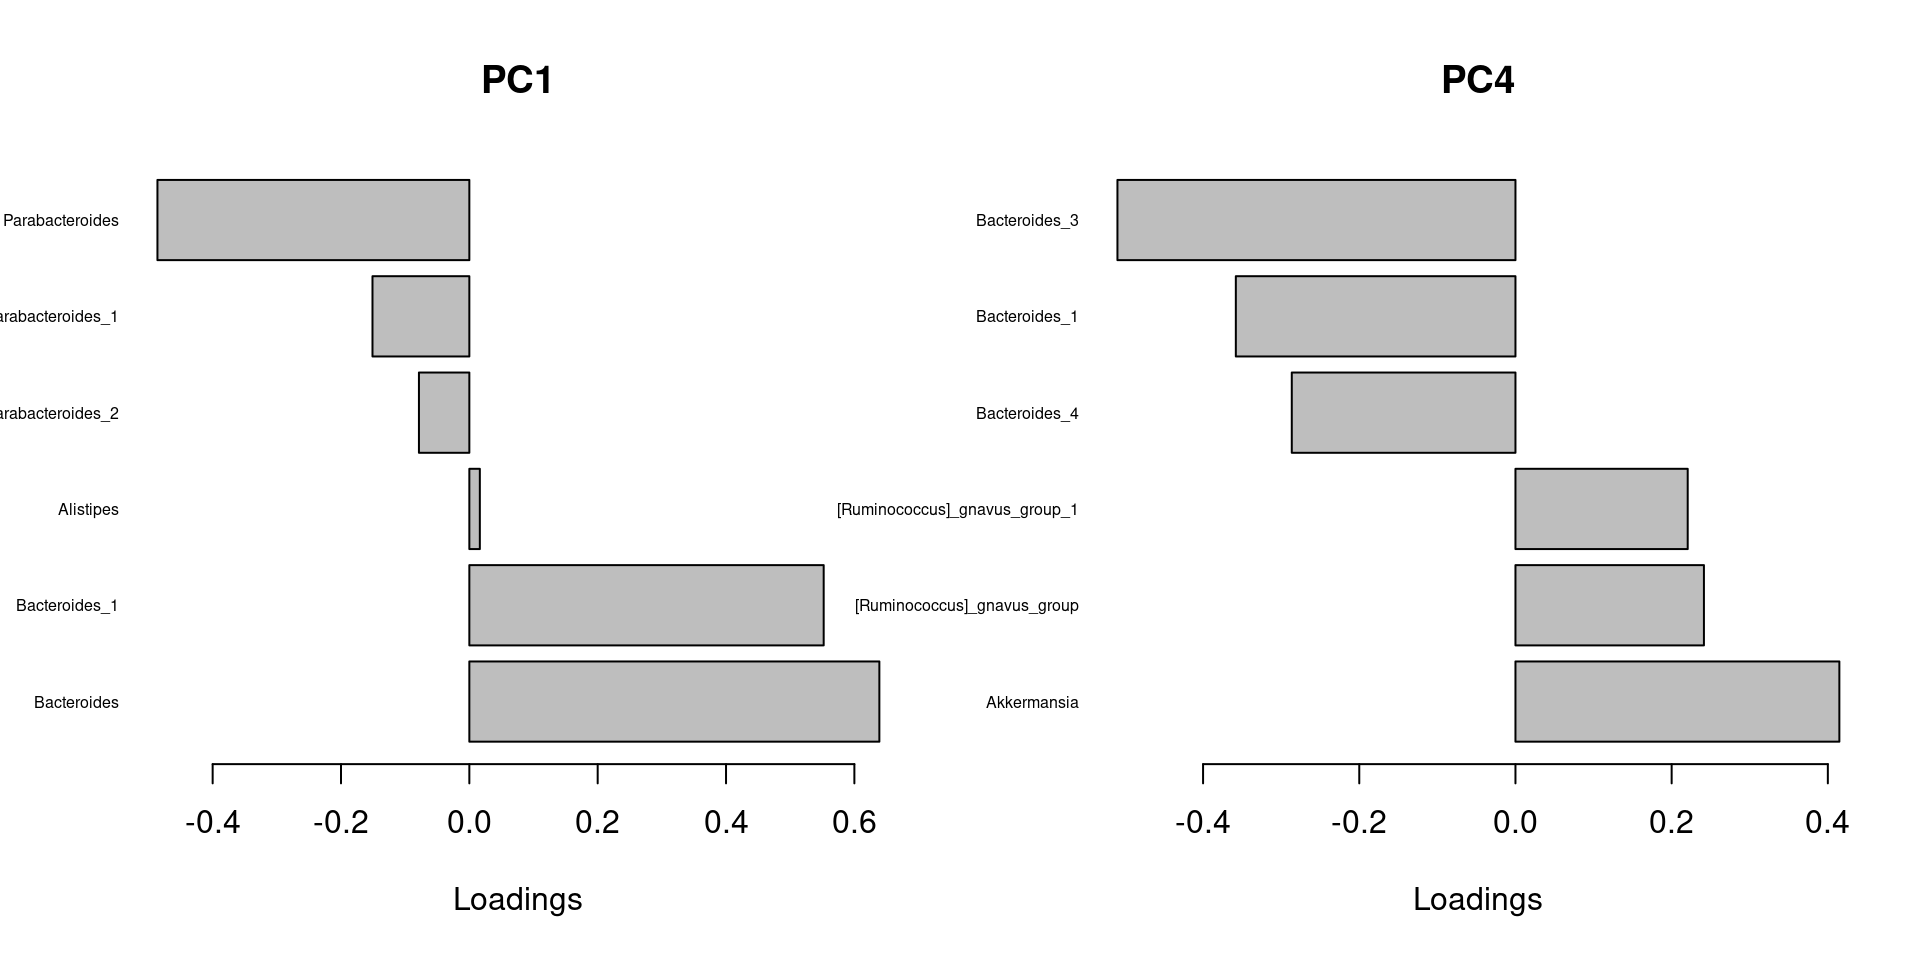 PC1
Parabacteroides
arabacteroides_1
arabacteroides_2
Alistipes
Bacteroides_1
Bacteroides
-0.4 -0.2 0.0 0.2 0.4 0.6
Loadings
PC4
Bacteroides_3
Bacteroides_1
Bacteroides_4
[Ruminococcus]_gnavus_group_1
[Ruminococcus]_gnavus_group
Akkermansia
-0.4 -0.2 0.0 0.2 0.4
Loadings